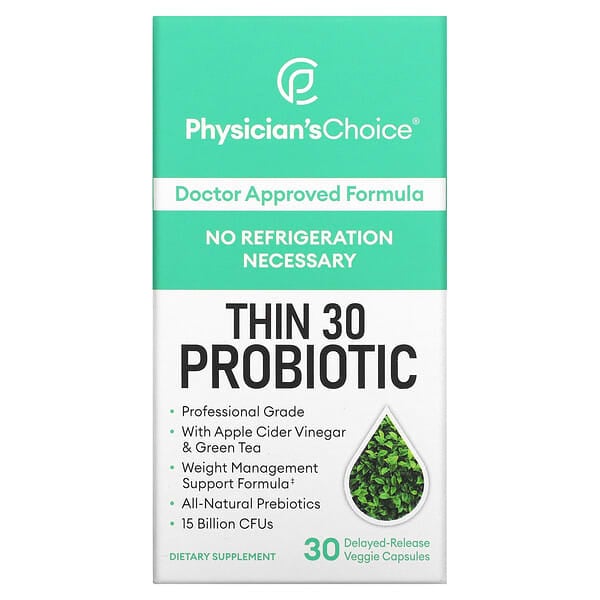 Physician'sChoice®
Doctor Approved Formula
NO REFRIGERATION
NECESSARY
THIN 30
PROBIOTIC
• Professional Grade
• With Apple Cider Vinegar
& Green Tea
• Weight Management
Support Formula‡
• All-Natural Prebiotics
• 15 Billion CFUs
DIETARY SUPPLEMENT
30 Delayed-Release
Veggie Capsules